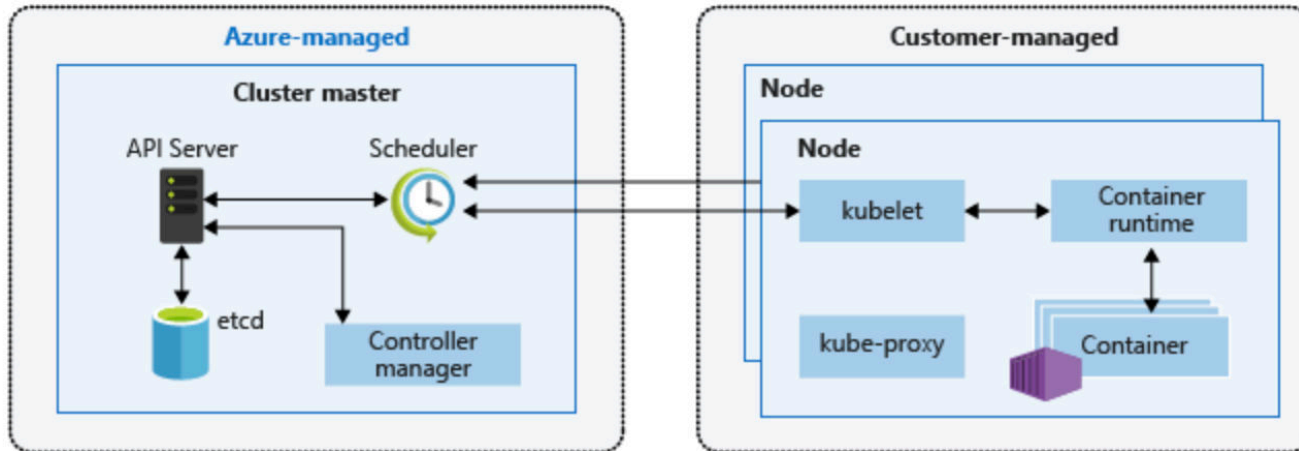 Azure-managed
Cluster master
API Server
Scheduler
etcd
Controller
manager
Customer-managed
Node
Node
kubelet
Container
runtime
kube-proxy
Container